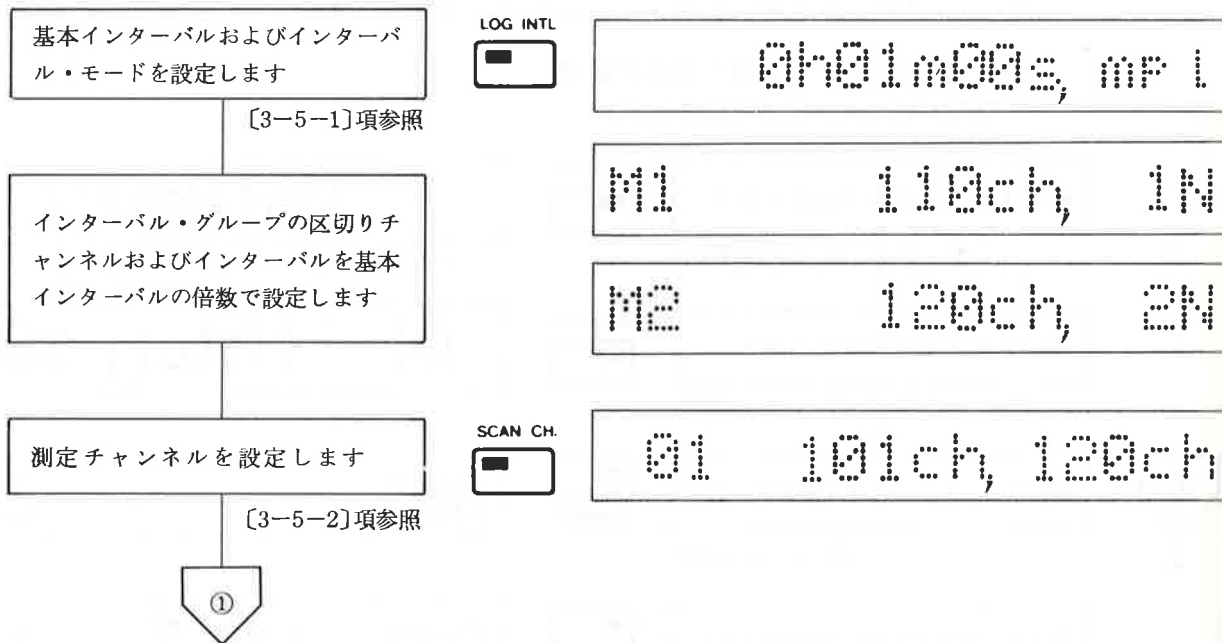 基本インターバルおよびインターバ
ル・モードを設定します
〔3-5-1〕項参照
LOG INTL
0h01m00s, mpl
インターバル・グループの区切りチ
ャンネルおよびインターバルを基本
インターバルの倍数で設定します
M1 110ch, 1N
M2 120ch, 2N
測定チャンネルを設定します
〔3-5-2〕項参照
SCAN CH.
01 101ch, 120ch
①